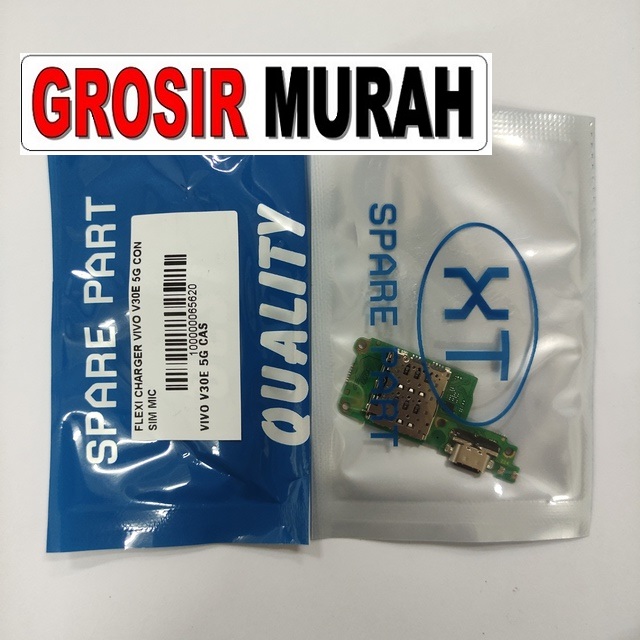 GROSIR MURAH
SPARE PART
FLEXI CHARGER VIVO V30E 5G CON
SIM MIC
100000065620
VIVO V30E 5G CAS
QUALITY
SPARE PART
XT